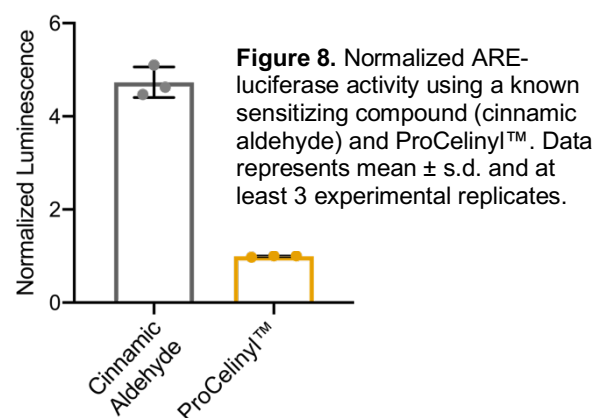 Normalized Luminescence
6
4
2
0
Cinnamic
Aldehyde
ProCelinyl™
Figure 8. Normalized ARE-
luciferase activity using a known
sensitizing compound (cinnamic
aldehyde) and ProCelinyl™. Data
represents mean ± s.d. and at
least 3 experimental replicates.